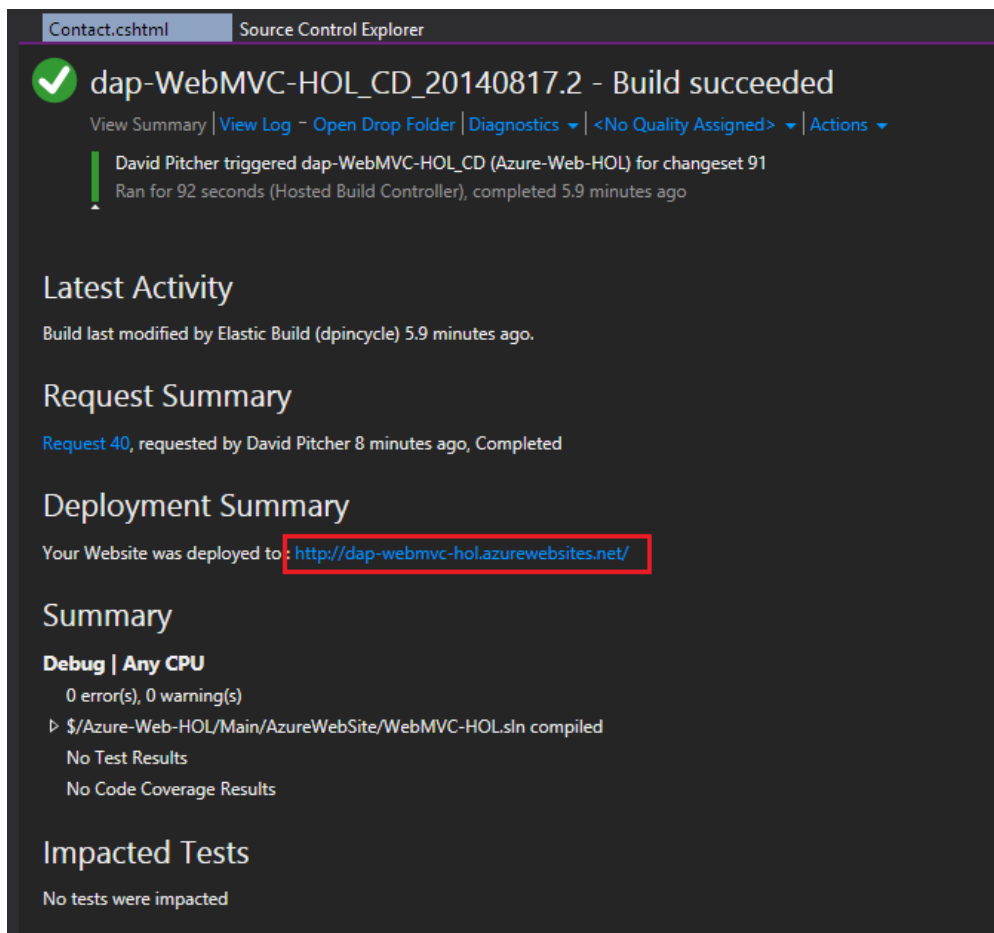 Contact.cshtml Source Control Explorer
dap-WebMVC-HOL_CD_20140817.2 - Build succeeded
View Summary | View Log - Open Drop Folder | Diagnostics | <No Quality Assigned> | Actions
David Pitcher triggered dap-WebMVC-HOL_CD (Azure-Web-HOL) for changeset 91
Ran for 92 seconds (Hosted Build Controller), completed 5.9 minutes ago
Latest Activity
Build last modified by Elastic Build (dpincycle) 5.9 minutes ago.
Request Summary
Request 40, requested by David Pitcher 8 minutes ago, Completed
Deployment Summary
Your Website was deployed to : http://dap-webmvc-hol.azurewebsites.net/
Summary
Debug | Any CPU
0 error(s), 0 warning(s)
$/Azure-Web-HOL/Main/AzureWebSite/WebMVC-HOL.sln compiled
No Test Results
No Code Coverage Results
Impacted Tests
No tests were impacted